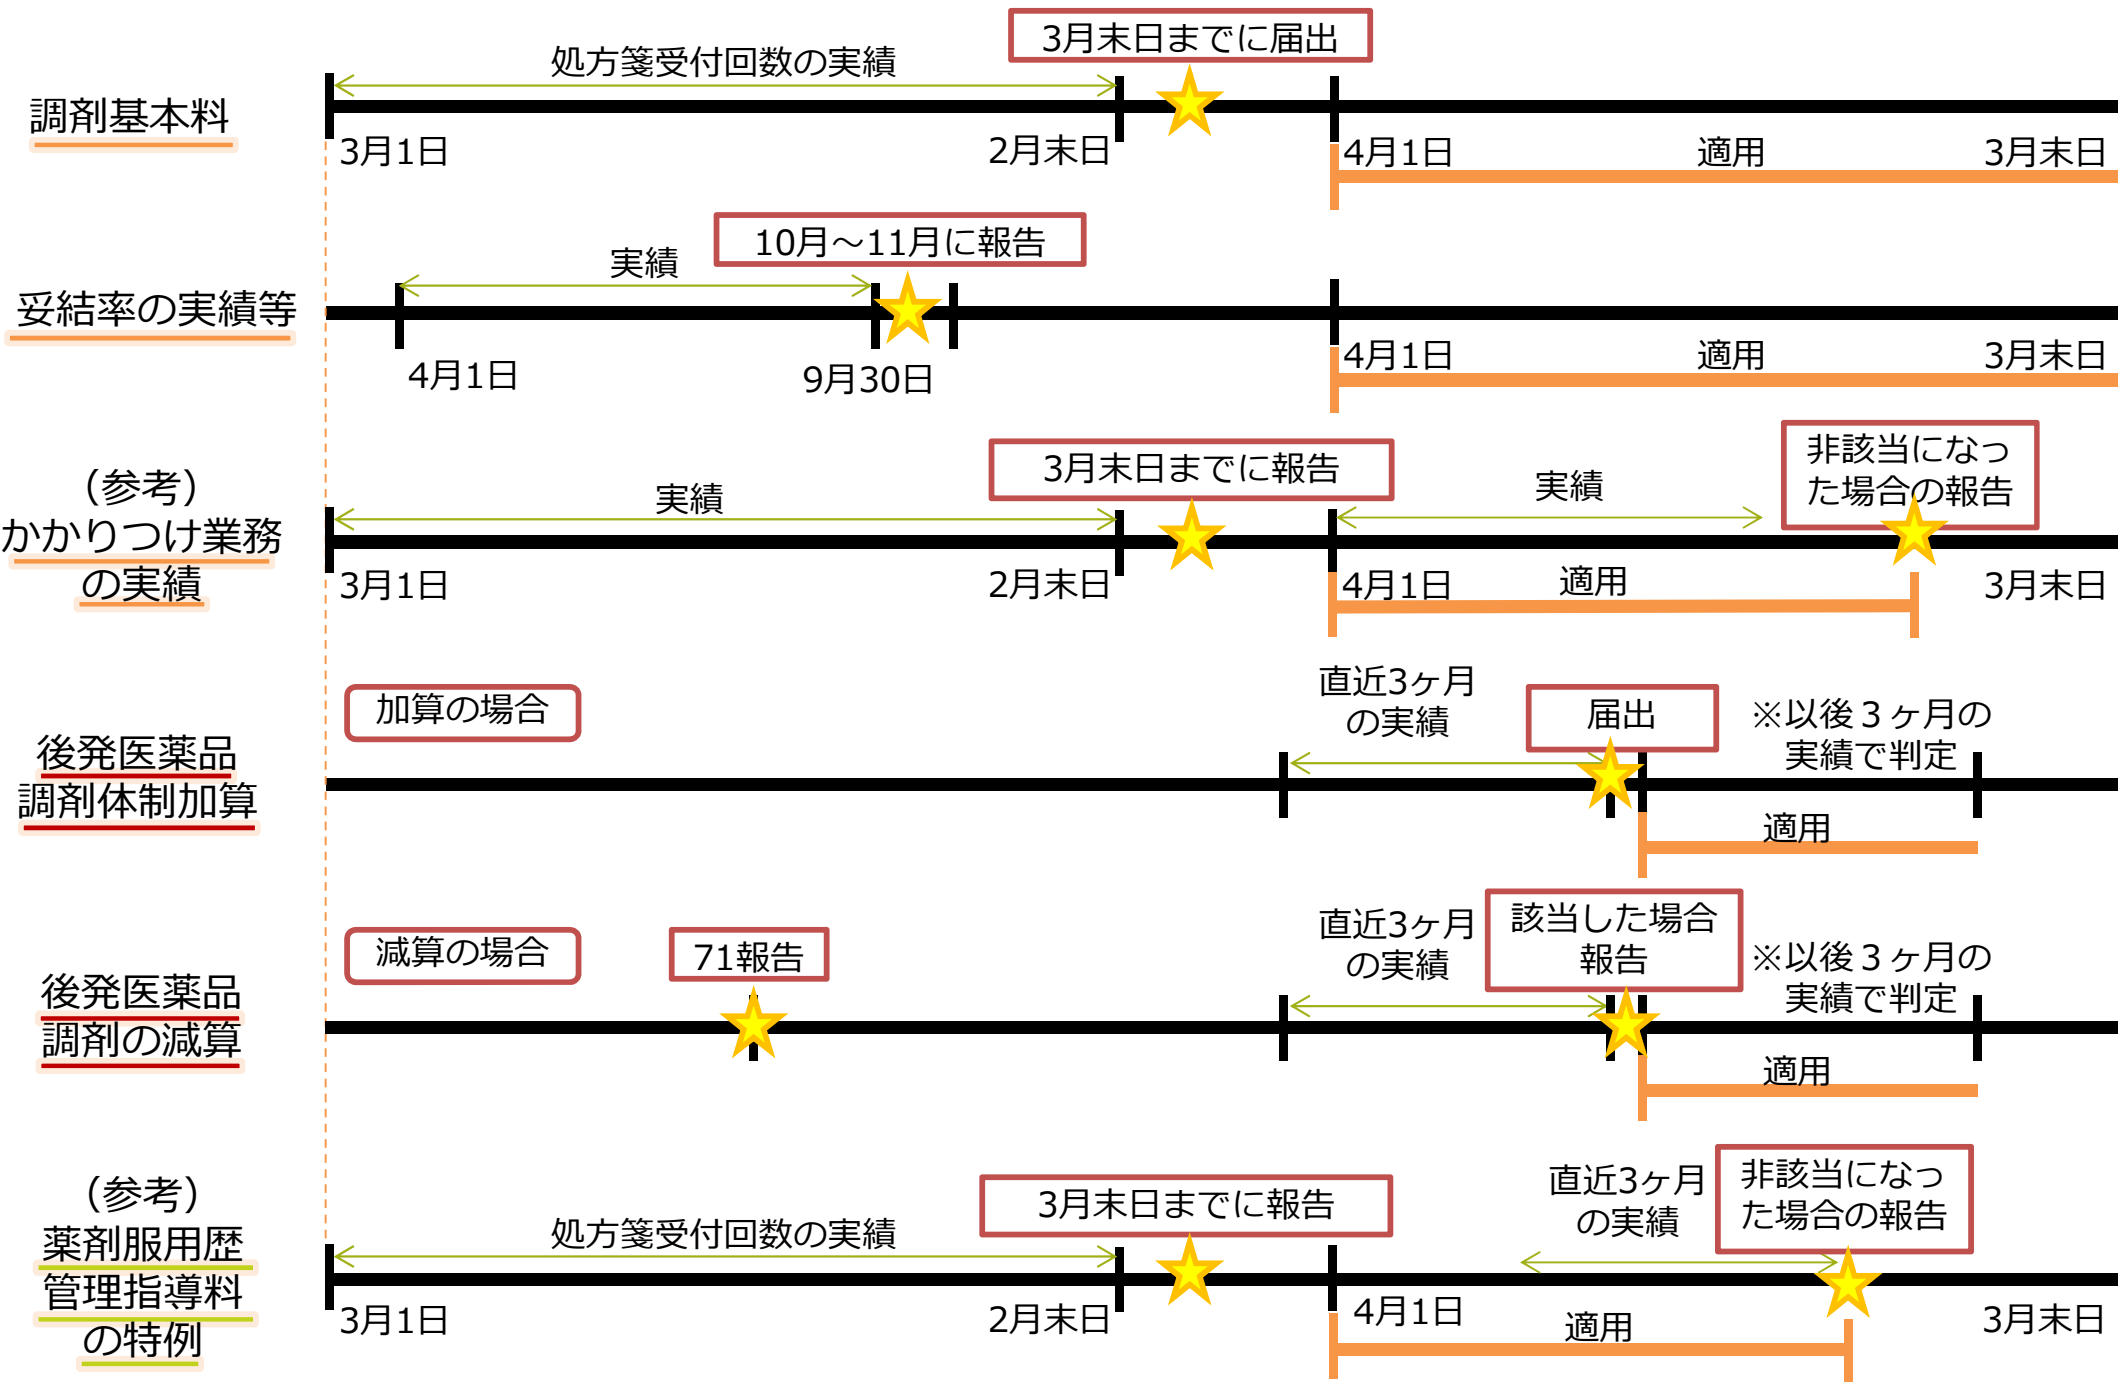 調剤基本料
処方箋受付回数の実績
3月末日までに届出
3月1日
2月末日
4月1日
適用
3月末日
妥結率の実績等
実績
10月～11月に報告
4月1日
9月30日
4月1日
適用
3月末日
（参考）
かかりつけ業務
の実績
実績
3月末日までに報告
実績
非該当になっ
た場合の報告
3月1日
2月末日
4月1日
適用
3月末日
後発医薬品
調剤体制加算
加算の場合
直近3ヶ月
の実績
届出
※以後３ヶ月の
実績で判定
適用
後発医薬品
調剤の減算
減算の場合
71報告
直近3ヶ月
の実績
該当した場合
報告
※以後３ヶ月の
実績で判定
適用
（参考）
薬剤服用歴
管理指導料
の特例
処方箋受付回数の実績
3月末日までに報告
直近3ヶ月
の実績
非該当になっ
た場合の報告
3月1日
2月末日
4月1日
適用
3月末日